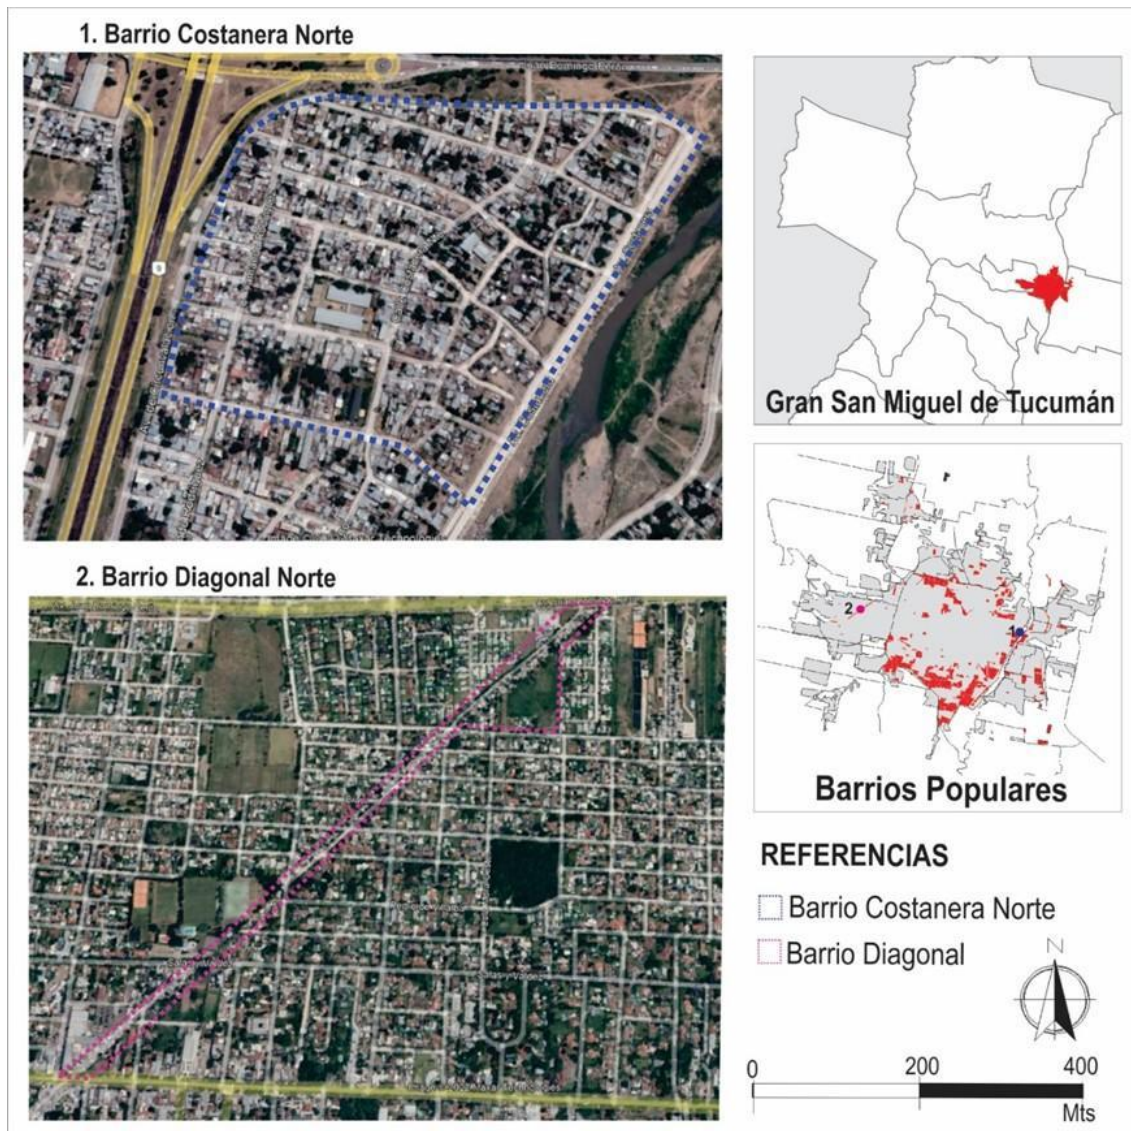 1. Barrio Costanera Norte
9
Gran San Miguel de Tucumán
2. Barrio Diagonal Norte
2
1
Barrios Populares
REFERENCIAS
Barrio Costanera Norte
Barrio Diagonal
N
0 200 400
Mts